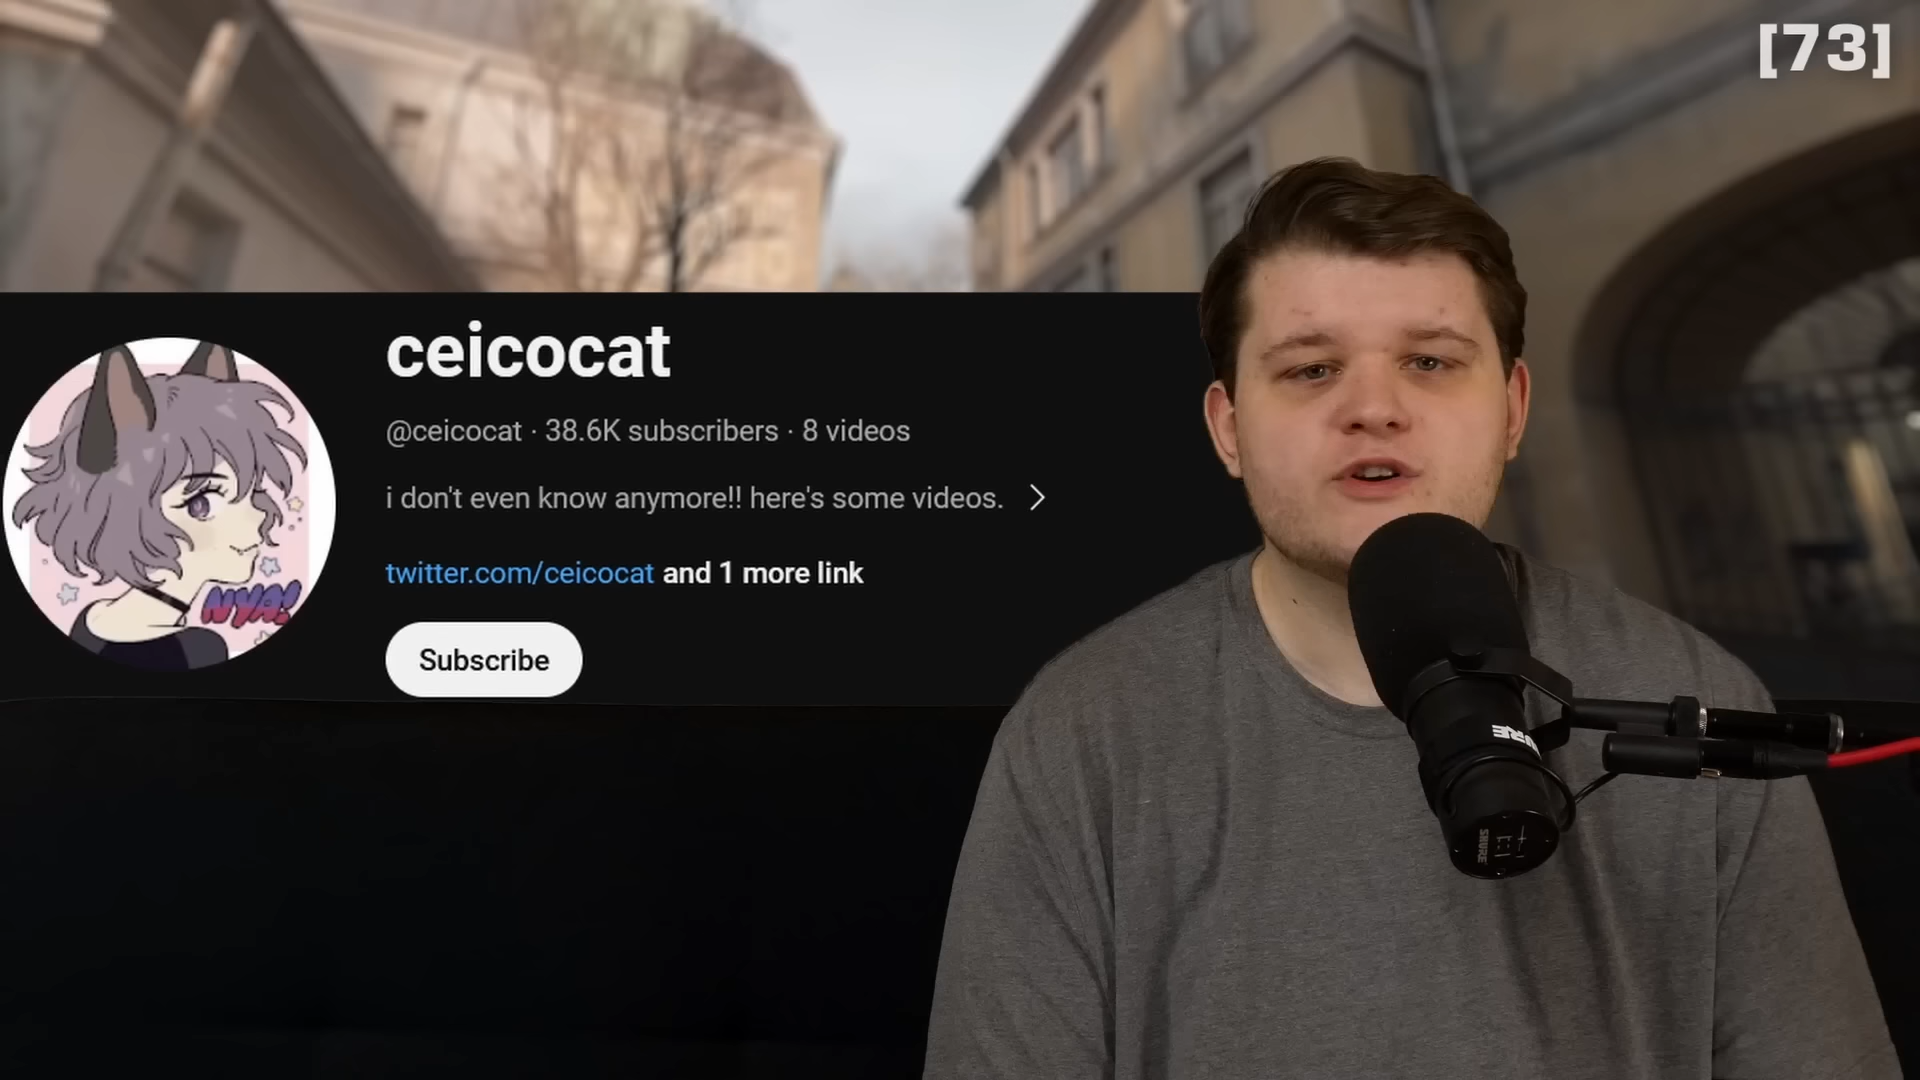 [73]
ceicocat
@ceicocat · 38.6K subscribers · 8 videos
i don't even know anymore!! here's some videos.
twitter.com/ceicocat and 1 more link
NYA!
Subscribe
SHURE